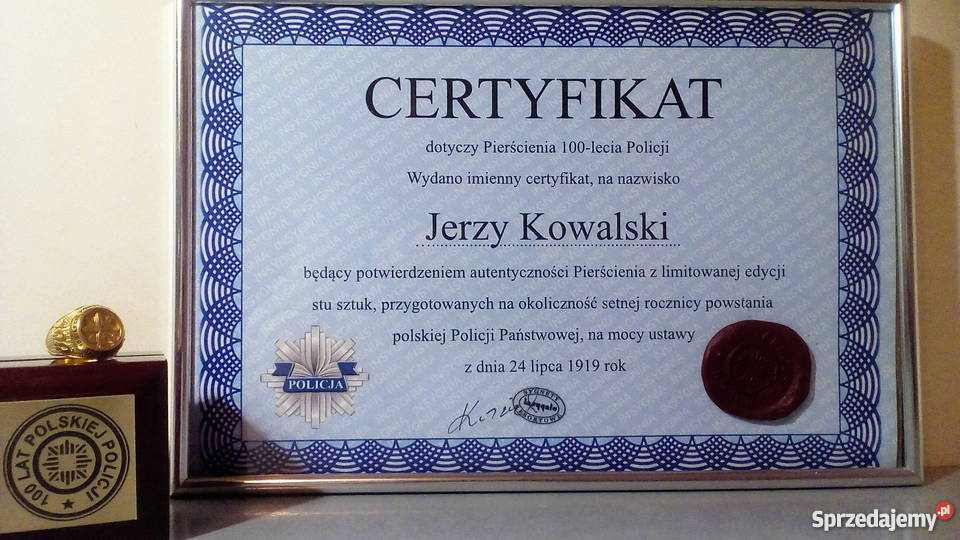 CERTYFIKAT
dotyczy Pierścienia 100-lecia Policji
Wydano imienny certyfikat, na nazwisko
Jerzy Kowalski
będący potwierdzeniem autentyczności Pierścienia z limitowanej edycji
stu sztuk, przygotowanych na okoliczność setnej rocznicy powstania
polskiej Policji Państwowej, na mocy ustawy
z dnia 24 lipca 1919 rok
POLICJA
SYGNETY
100 LAT POLSKIEJ POLICJI
Sprzedajemy.pl